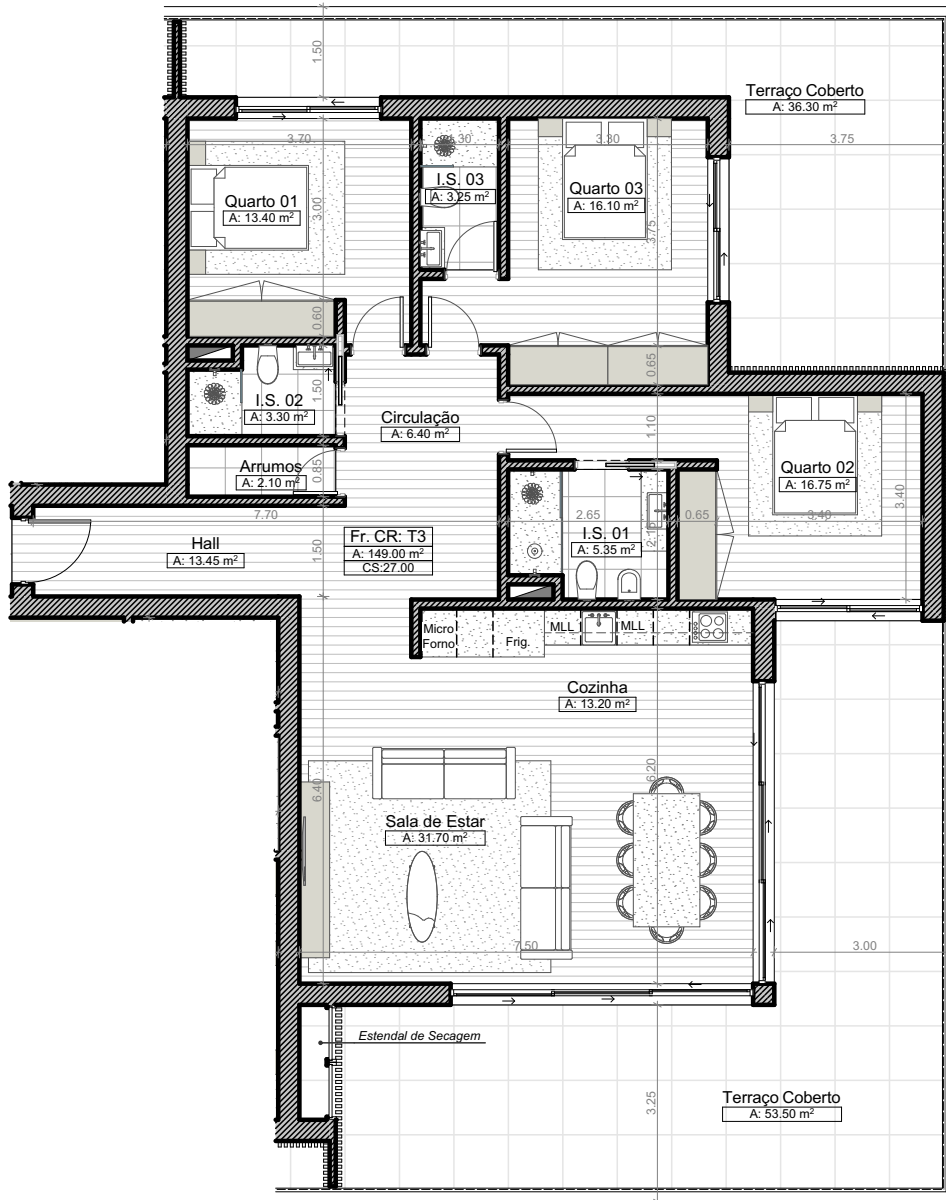 1.50
Terraço Coberto
A: 36.30 m²
3.70
1.30
3.30
3.75
Quarto 01
A: 13.40 m²
3.00
I.S. 03
A: 3.25 m²
Quarto 03
A: 16.10 m²
3.75
0.60
0.65
1.50
I.S. 02
A: 3.30 m²
Circulação
A: 6.40 m²
1.10
Arrumos
A: 2.10 m²
0.85
Quarto 02
A: 16.75 m²
3.40
7.70
2.65
0.65
3.40
Hall
A: 13.45 m²
1.50
Fr. CR: T3
A: 149.00 m²
CS:27.00
I.S. 01
A: 5.35 m²
Micro
Forno
Frig.
MLL
MLL
Cozinha
A: 13.20 m²
6.40
6.20
Sala de Estar
A: 31.70 m²
7.50
3.00
Estendal de Secagem
3.25
Terraço Coberto
A: 53.50 m²